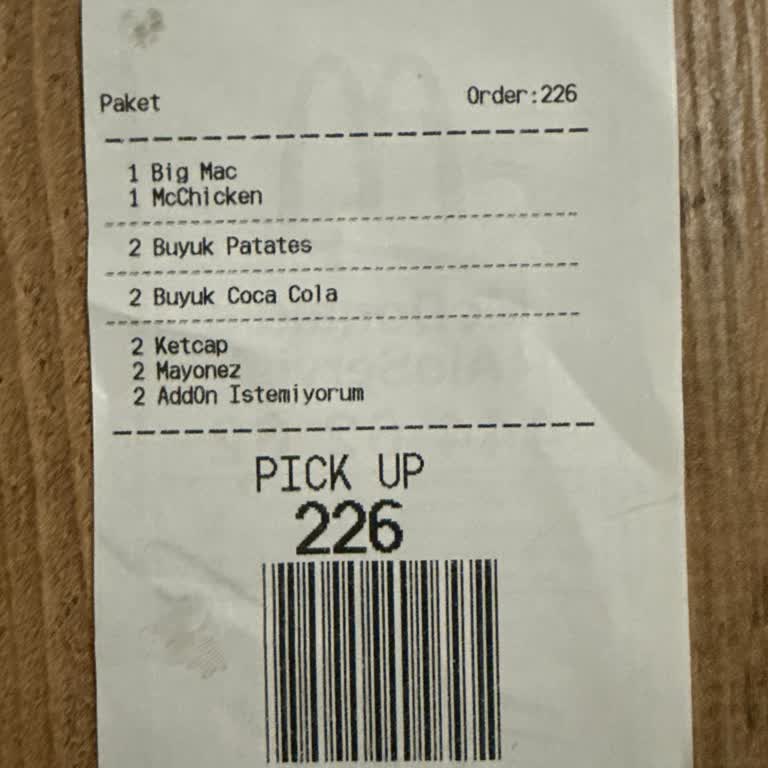 Paket Order:226
1 Big Mac
1 McChicken
2 Buyuk Patates
2 Buyuk Coca Cola
2 Ketcap
2 Mayonez
2 AddOn Istemiyorum
PICK UP
226